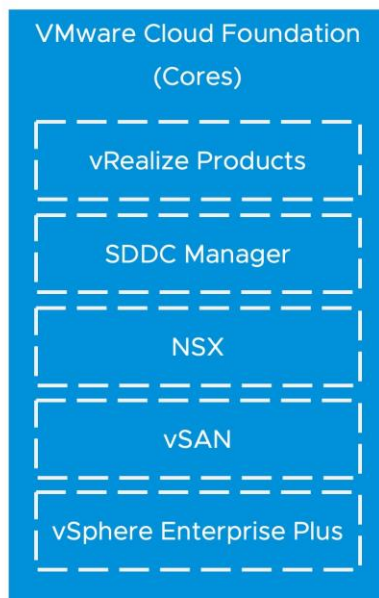 VMware Cloud Foundation
(Cores)
vRealize Products
SDDC Manager
NSX
vSAN
vSphere Enterprise Plus